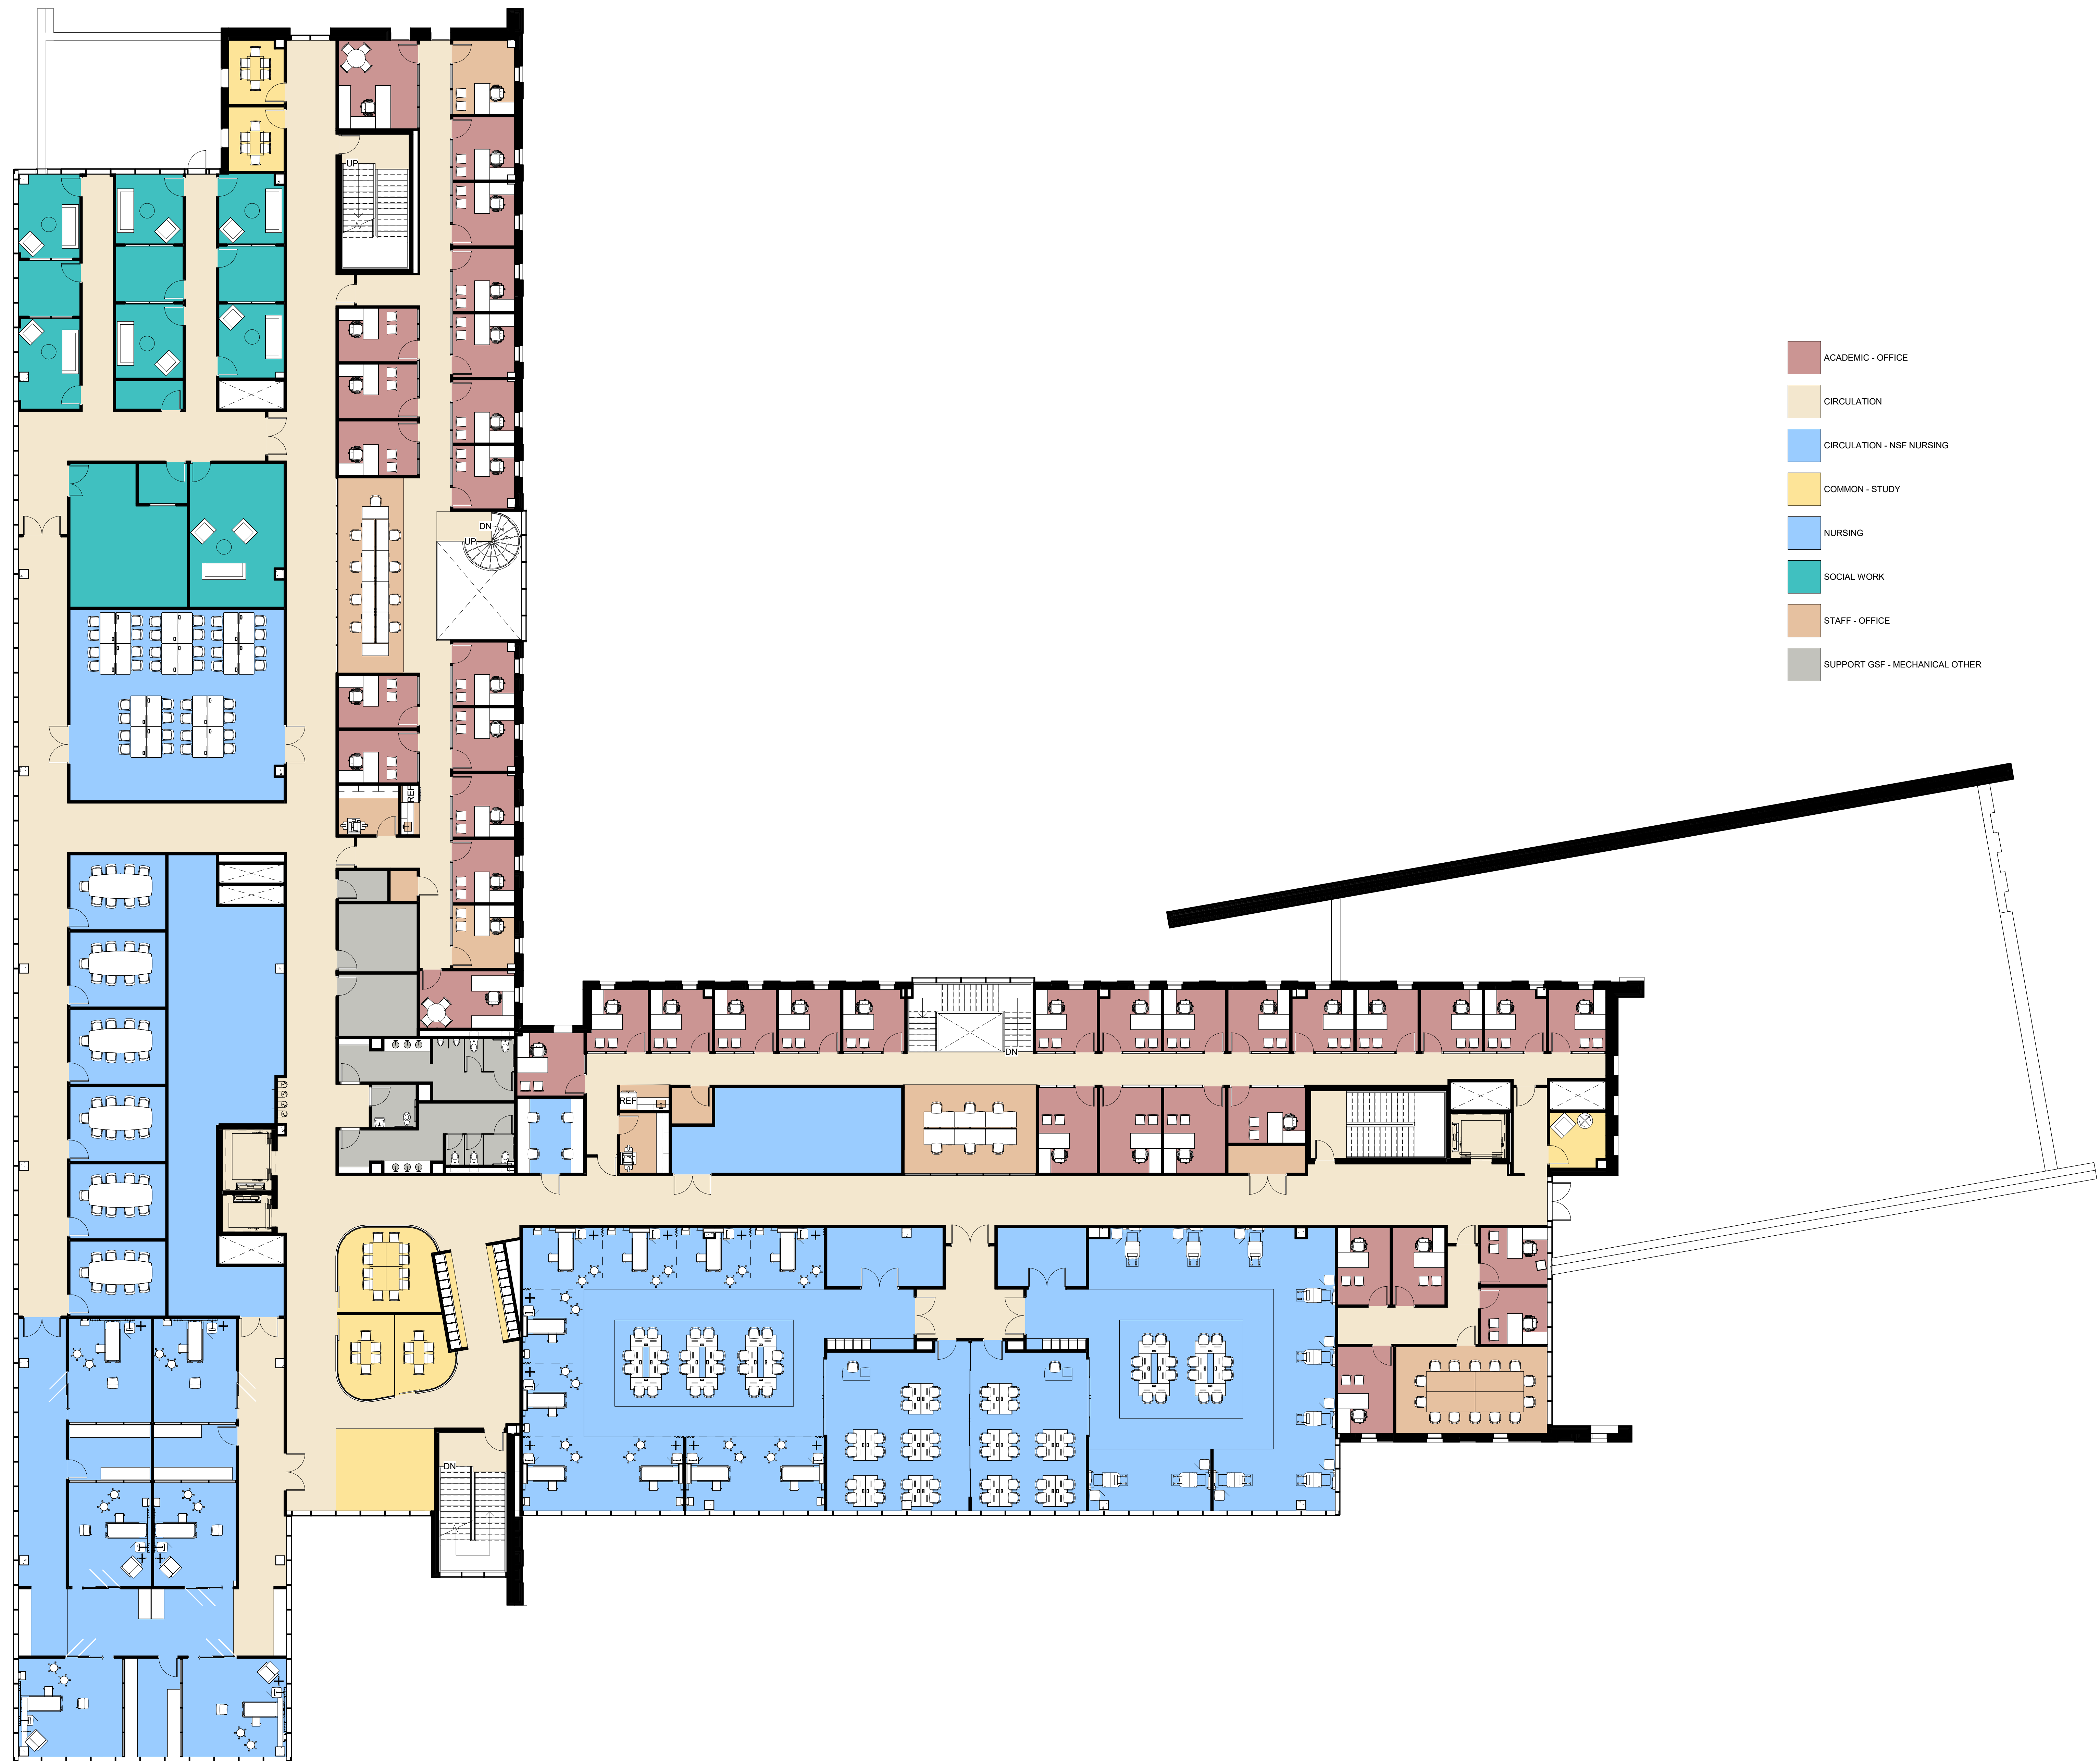 UP
ACADEMIC - OFFICE
CIRCULATION
CIRCULATION - NSF NURSING
COMMON - STUDY
NURSING
SOCIAL WORK
STAFF - OFFICE
SUPPORT GSF - MECHANICAL OTHER
DN
UP
REF
DN
REF
DN